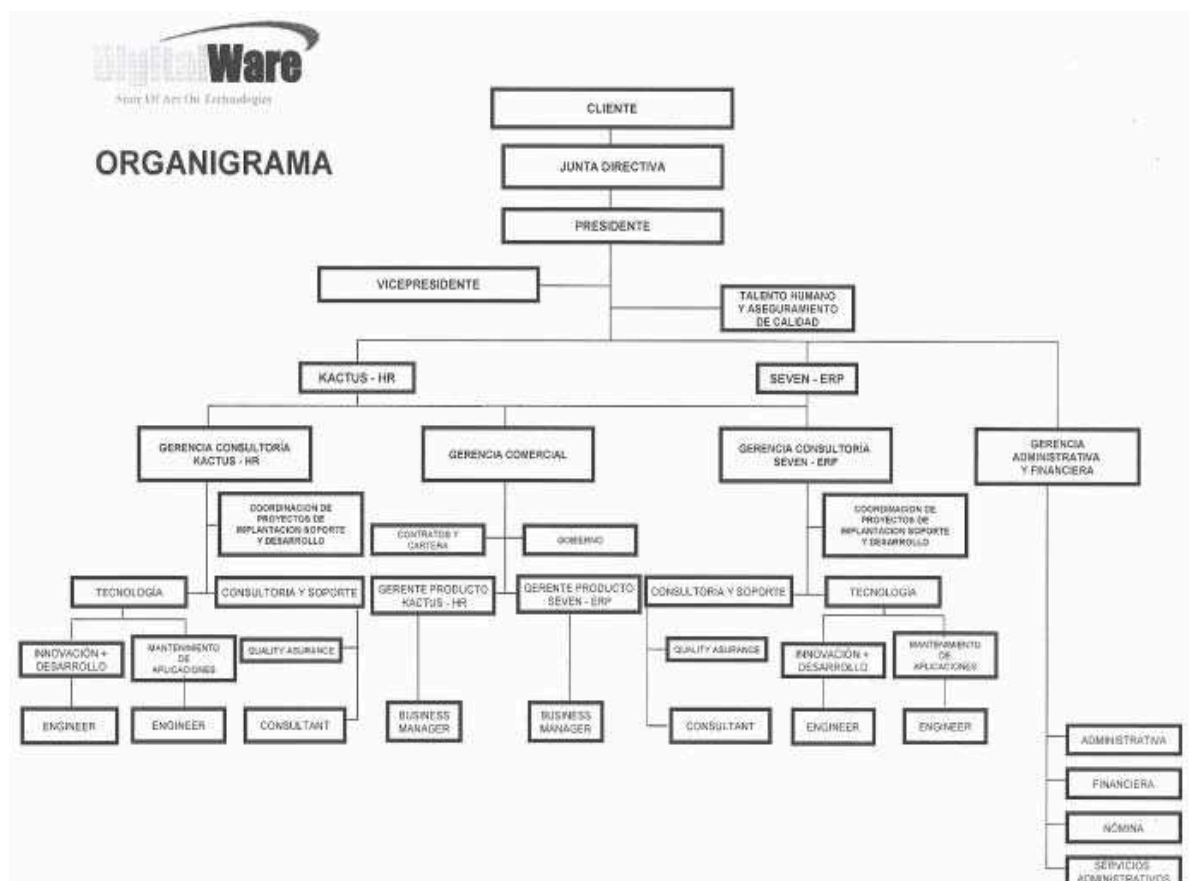 DigitalWare
State Of Art On Technologies
ORGANIGRAMA
CLIENTE
JUNTA DIRECTIVA
PRESIDENTE
VICEPRESIDENTE
TALENTO HUMANO
Y ASEGURAMIENTO
DE CALIDAD
KACTUS - HR
SEVEN - ERP
GERENCIA CONSULTORÍA
KACTUS - HR
GERENCIA COMERCIAL
GERENCIA CONSULTORIA
SEVEN - ERP
GERENCIA
ADMINISTRATIVA
Y FINANCIERA
COORDINACION DE
PROYECTOS DE
IMPLANTACION SOPORTE
Y DESARROLLO
CONTRATOS Y
CARTERA
GOBIERNO
COORDINACION DE
PROYECTOS DE
IMPLANTACION SOPORTE
Y DESARROLLO
TECNOLOGÍA
CONSULTORIA Y SOPORTE
GERENTE PRODUCTO
KACTUS - HR
GERENTE PRODUCTO
SEVEN - ERP
CONSULTORIA Y SOPORTE
TECNOLOGÍA
INNOVACIÓN +
DESARROLLO
MANTENIMIENTO
DE
APLICACIONES
QUALITY ASURANCE
QUALITY ASURANCE
INNOVACIÓN +
DESARROLLO
MANTENIMIENTO
DE
APLICACIONES
ENGINEER
ENGINEER
CONSULTANT
BUSINESS
MANAGER
BUSINESS
MANAGER
CONSULTANT
ENGINEER
ENGINEER
ADMINISTRATIVA
FINANCIERA
NÓMINA
SERVICIOS
ADMINISTRATIVOS